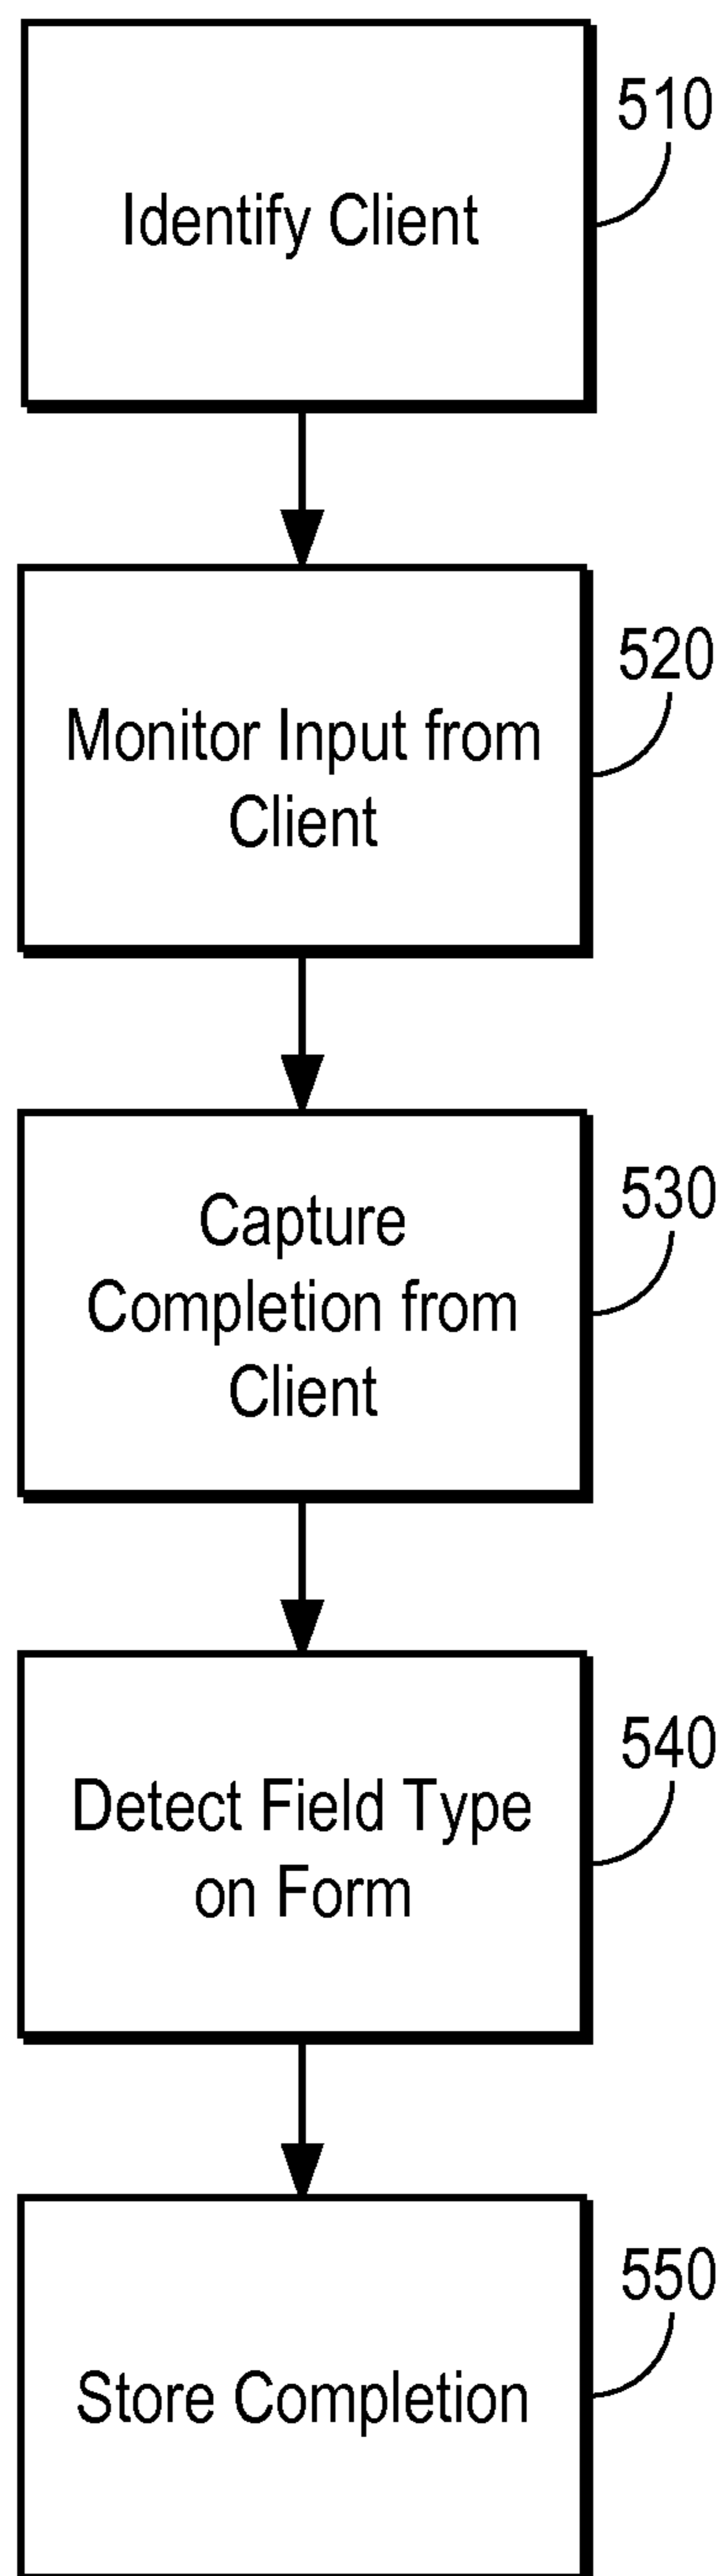 510
Identify Client
520
Monitor Input from
Client
530
Capture
Completion from
Client
540
Detect Field Type
on Form
550
Store Completion